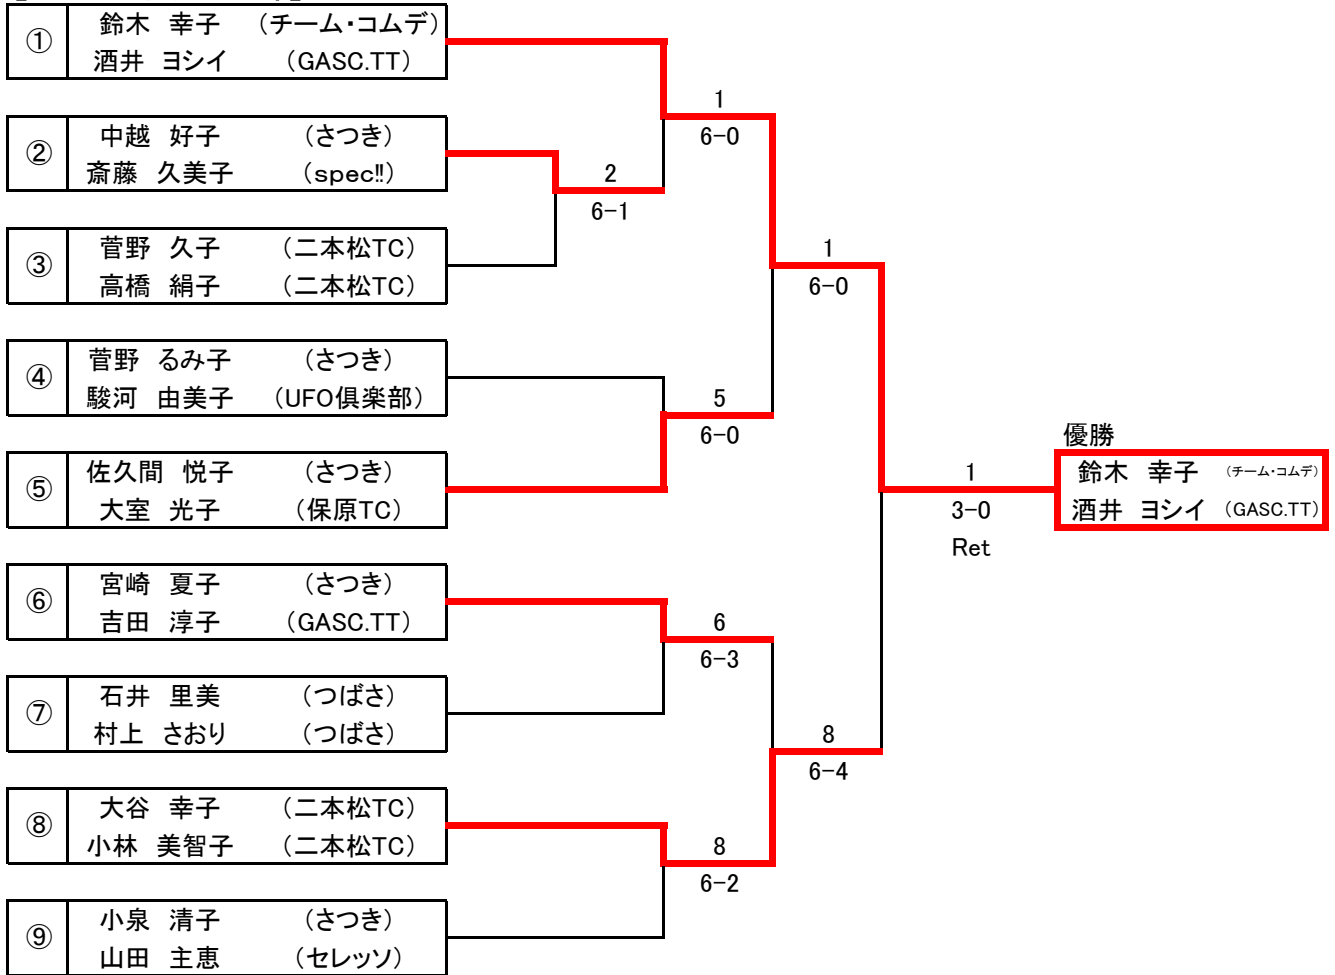 ① 鈴木 幸子 (チーム・コムデ)
酒井 ヨシイ (GASC.TT)
② 中越 好子 (さつき)
斎藤 久美子 (spec!!)
③ 菅野 久子 (二本松TC)
高橋 絹子 (二本松TC)
④ 菅野 るみ子 (さつき)
駿河 由美子 (UFO倶楽部)
⑤ 佐久間 悦子 (さつき)
大室 光子 (保原TC)
⑥ 宮崎 夏子 (さつき)
吉田 淳子 (GASC.TT)
⑦ 石井 里美 (つばさ)
村上 さおり (つばさ)
⑧ 大谷 幸子 (二本松TC)
小林 美智子 (二本松TC)
⑨ 小泉 清子 (さつき)
山田 主恵 (セレッソ)
2
6-1
1
6-0
5
6-0
6
6-3
8
6-2
1
6-0
8
6-4
1
3-0
Ret
優勝
鈴木 幸子 (チーム・コムデ)
酒井 ヨシイ (GASC.TT)